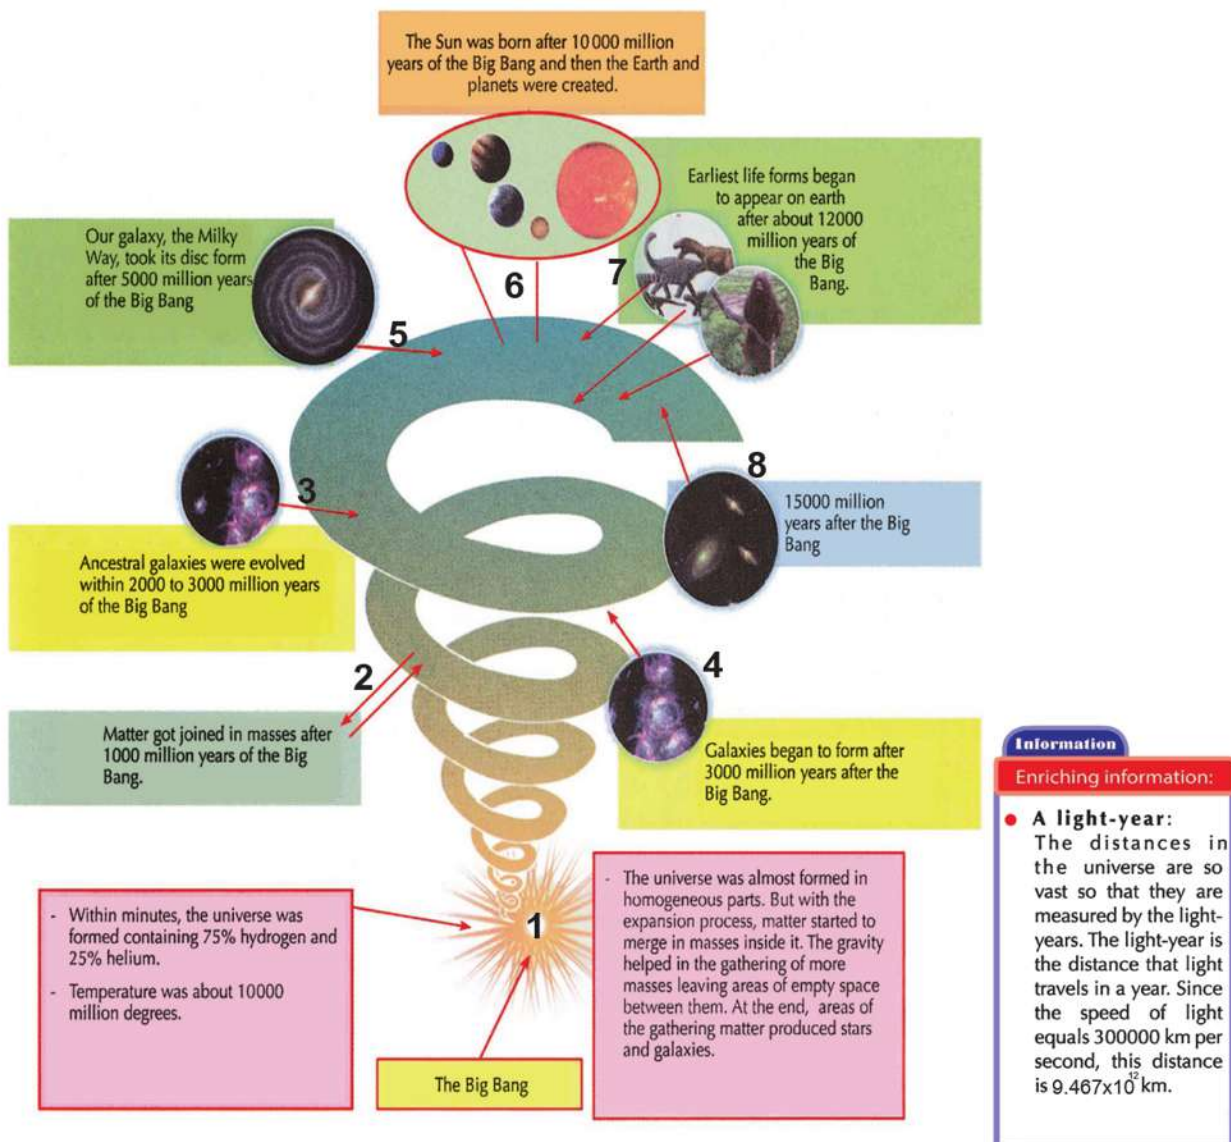 The Sun was born after 10 000 million
years of the Big Bang and then the Earth and
planets were created.
Our galaxy, the Milky
Way, took its disc form
after 5000 million years
of the Big Bang
5
6
7
Earliest life forms began
to appear on earth
after about 12000
million years of
the Big
Bang.
3
Ancestral galaxies were evolved
within 2000 to 3000 million years
of the Big Bang
8
15000 million
years after the Big
Bang
2
Matter got joined in masses after
1000 million years of the Big
Bang.
4
Galaxies began to form after
3000 million years after the
Big Bang.
- Within minutes, the universe was
formed containing 75% hydrogen and
25% helium.
- Temperature was about 10000
million degrees.
1
The Big Bang
- The universe was almost formed in
homogeneous parts. But with the
expansion process, matter started to
merge in masses inside it. The gravity
helped in the gathering of more
masses leaving areas of empty space
between them. At the end, areas of
the gathering matter produced stars
and galaxies.
Information
Enriching information:
• A light-year:
The distances in
the universe are so
vast so that they are
measured by the light-
years. The light-year is
the distance that light
travels in a year. Since
the speed of light
equals 300000 km per
second, this distance
is 9.467x10¹² km.